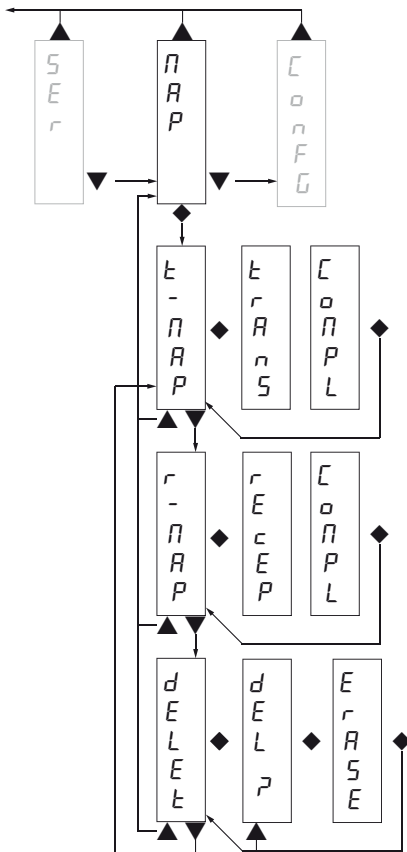 SEr
MAP
ConFG
t-MAP
trAnS
CoMPL
r-MAP
rEcEP
CoMPL
dELEt
dEL?
ErASE